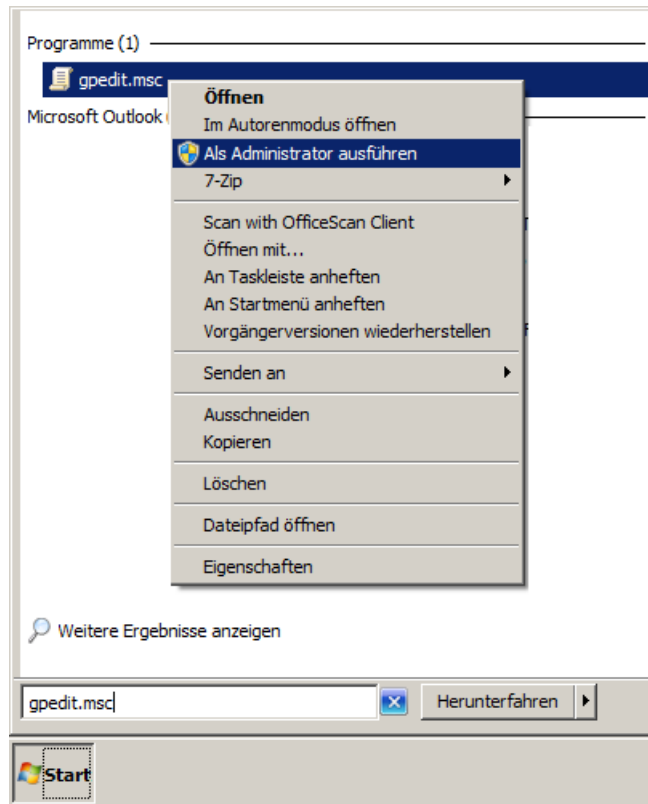 Programme (1)
gpedit.msc
Microsoft Outlook
Öffnen
Im Autorenmodus öffnen
Als Administrator ausführen
7-Zip
Scan with OfficeScan Client
Öffnen mit...
An Taskleiste anheften
An Startmenü anheften
Vorgängerversionen wiederherstellen
Senden an
Ausschneiden
Kopieren
Löschen
Dateipfad öffnen
Eigenschaften
Weitere Ergebnisse anzeigen
gpedit.msc
Herunterfahren
Start